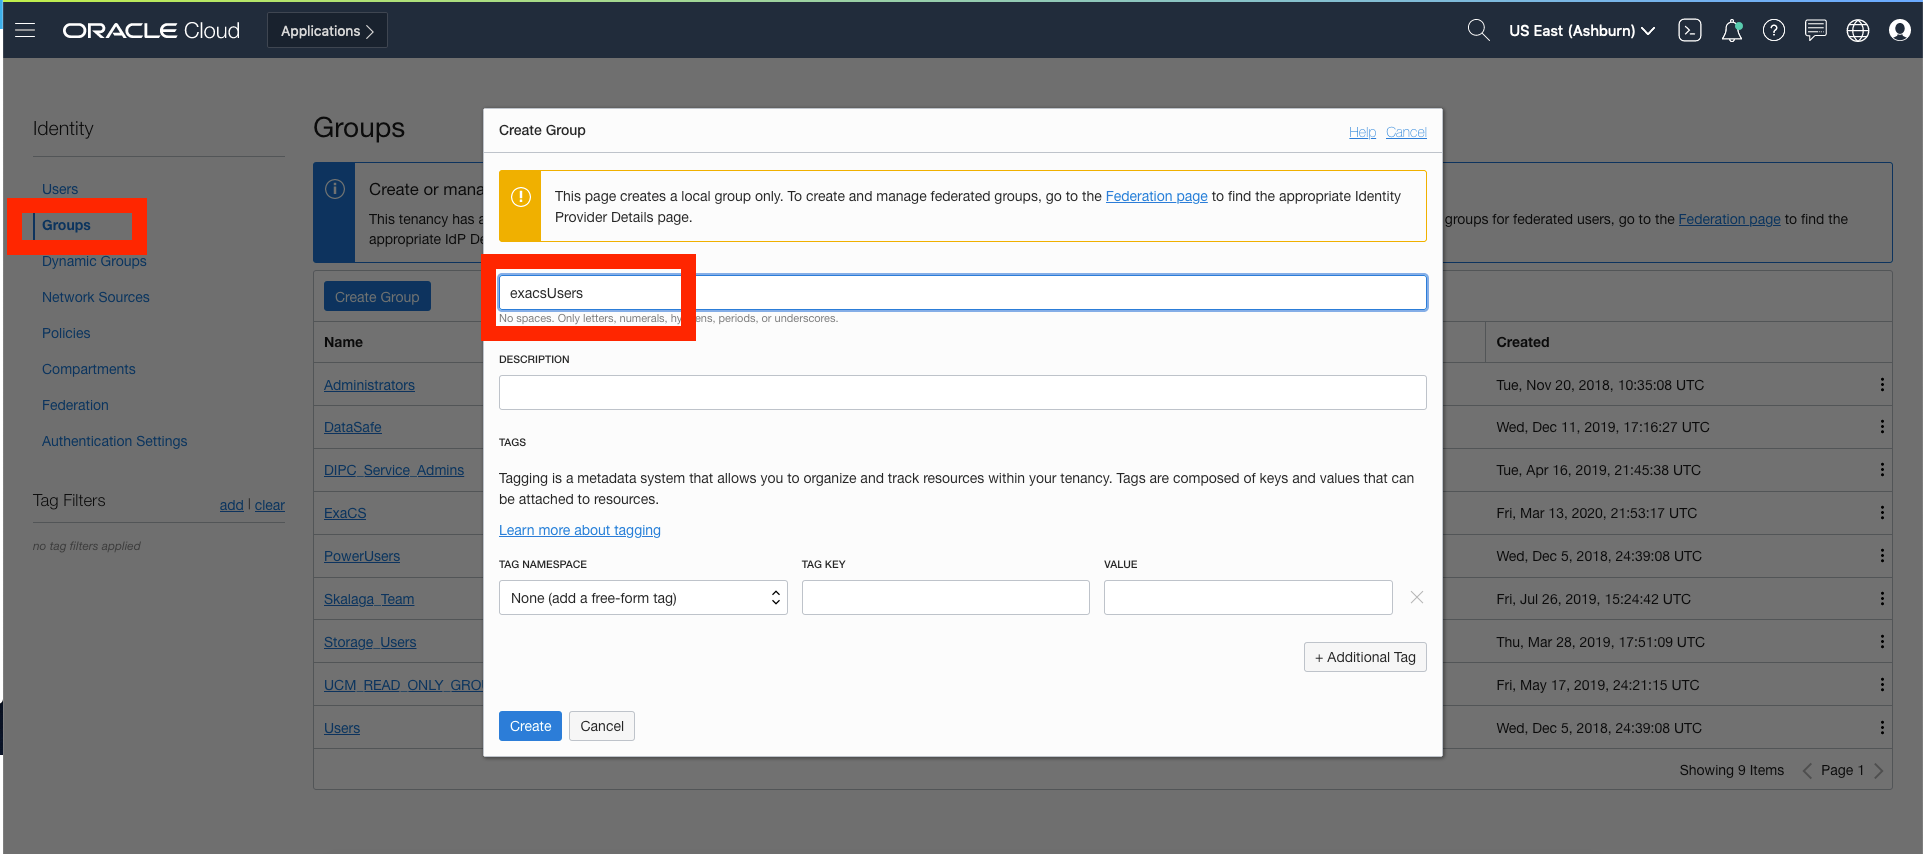 ORACLE Cloud
Applications
US East (Ashburn)
Identity
Users
Groups
Dynamic Groups
Network Sources
Policies
Compartments
Federation
Authentication Settings
Tag Filters
add | clear
no tag filters applied
Groups
Create or mana
This tenancy has a
groups for federated users, go to the Federation page to find the
appropriate IdP De
Create Group
Name
Created
Administrators
Tue, Nov 20, 2018, 10:35:08 UTC
DataSafe
Wed, Dec 11, 2019, 17:16:27 UTC
DIPC_Service_Admins
Tue, Apr 16, 2019, 21:45:38 UTC
ExaCS
Fri, Mar 13, 2020, 21:53:17 UTC
PowerUsers
Wed, Dec 5, 2018, 24:39:08 UTC
Skalaga_Team
Fri, Jul 26, 2019, 15:24:42 UTC
Storage_Users
Thu, Mar 28, 2019, 17:51:09 UTC
UCM_READ_ONLY_GROU
Fri, May 17, 2019, 24:21:15 UTC
Users
Wed, Dec 5, 2018, 24:39:08 UTC
Showing 9 Items
Page 1
Create Group
Help Cancel
This page creates a local group only. To create and manage federated groups, go to the Federation page to find the appropriate Identity
Provider Details page.
exacsUsers
No spaces. Only letters, numerals, hy ens, periods, or underscores.
DESCRIPTION
TAGS
Tagging is a metadata system that allows you to organize and track resources within your tenancy. Tags are composed of keys and values that can
be attached to resources.
Learn more about tagging
TAG NAMESPACE
TAG KEY
VALUE
None (add a free-form tag)
+ Additional Tag
Create
Cancel